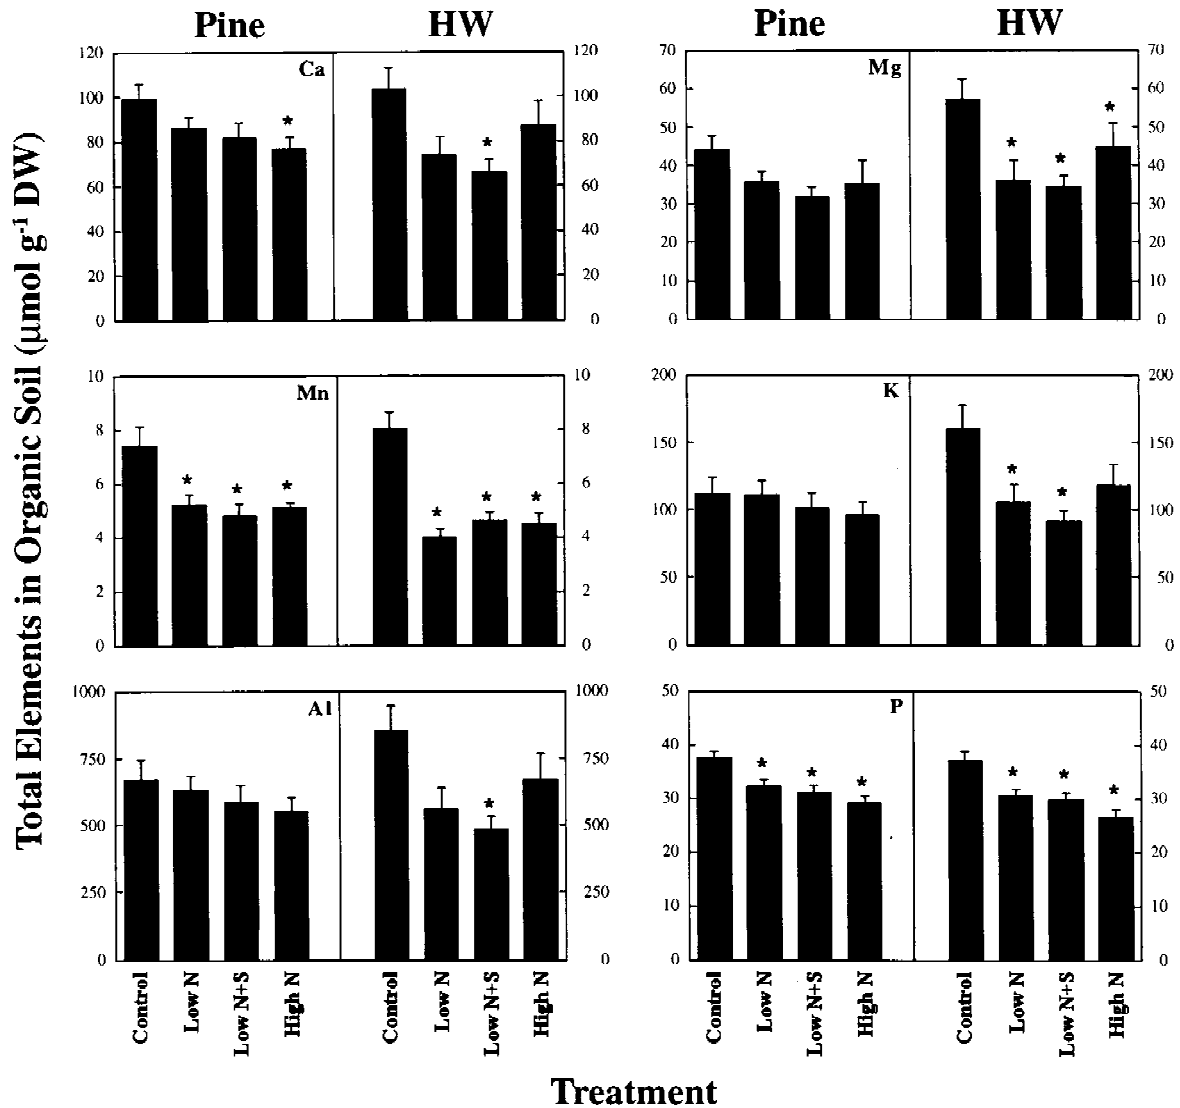 Pine HW Pine HW
Total Elements in Organic Soil (µmol g-1 DW)
120 Ca 120 70 Mg 70
100 * 100 60 * 60
80 * 80 50 * * 50
60 60 40 40
40 40 30 30
20 20 20 20
0 0 10 10
0 0
10 Mn 10 200 K 200
8 8 150 * 150
6 * * * * * * 6 100 * 100
4 4 50 50
2 2 0 0
0 0
1000 Al 1000 50 P 50
750 750 40 * * * * * * 40
500 * 500 30 30
250 250 20 20
0 0 10 10
0 0
Control Low N Low N+S High N Control Low N Low N+S High N Control Low N Low N+S High N Control Low N Low N+S High N
Treatment